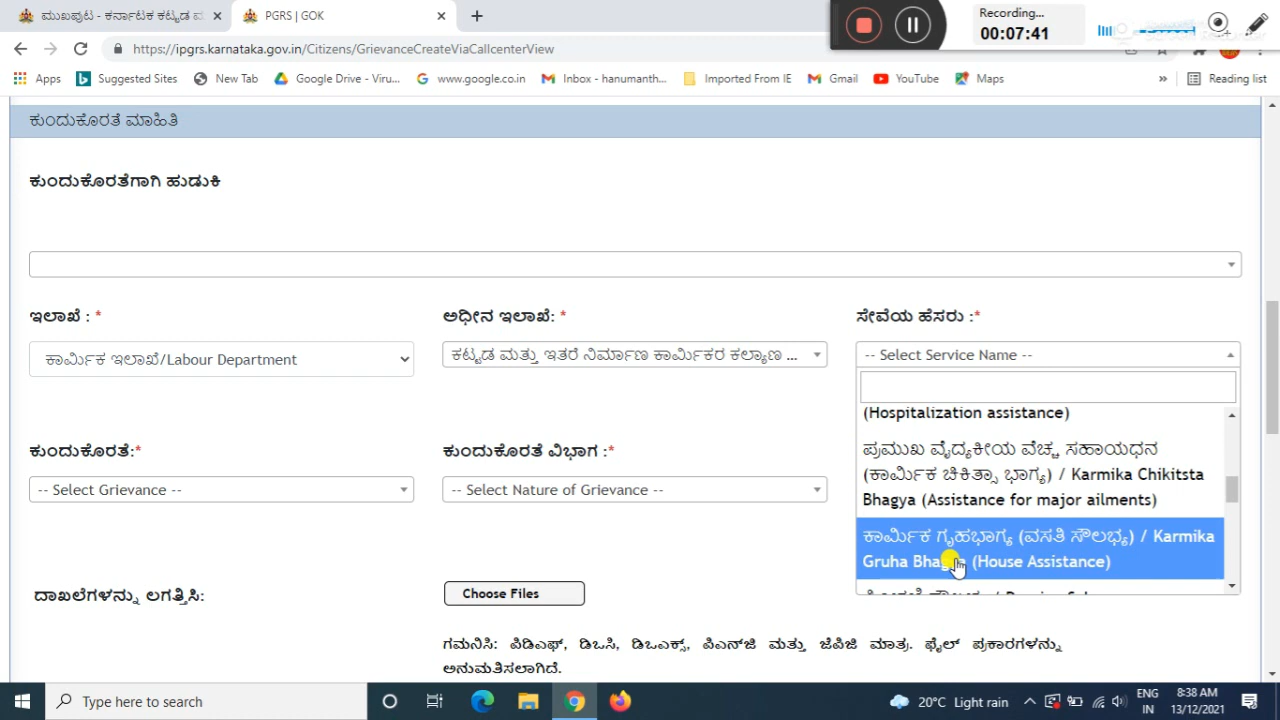 ಮುಖಪುಟ - ಕರ್ನಾಟಕ ಕಟ್ಟಡ ಮ
PGRS | GOK
Recording...
00:07:41
https://ipgrs.karnataka.gov.in/Citizens/GrievanceCreateViaCallcenterView
Apps
Suggested Sites
New Tab
Google Drive - Viru...
www.google.co.in
Inbox - hanumanth...
Imported From IE
Gmail
YouTube
Maps
»
Reading list
ಕುಂದುಕೊರತೆ ಮಾಹಿತಿ
ಕುಂದುಕೊರತೆಗಾಗಿ ಹುಡುಕಿ
ಇಲಾಖೆ : *
ಅಧೀನ ಇಲಾಖೆ: *
ಸೇವೆಯ ಹೆಸರು :*
ಕಾರ್ಮಿಕ ಇಲಾಖೆ/Labour Department
ಕಟ್ಟಡ ಮತ್ತು ಇತರೆ ನಿರ್ಮಾಣ ಕಾರ್ಮಿಕರ ಕಲ್ಯಾಣ ...
-- Select Service Name --
(Hospitalization assistance)
ಪ್ರಮುಖ ವೈದ್ಯಕೀಯ ವೆಚ್ಚ ಸಹಾಯಧನ
(ಕಾರ್ಮಿಕ ಚಿಕಿತ್ಸಾ ಭಾಗ್ಯ) / Karmika Chikitsta
Bhagya (Assistance for major ailments)
ಕಾರ್ಮಿಕ ಗೃಹಭಾಗ್ಯ (ವಸತಿ ಸೌಲಭ್ಯ) / Karmika
Gruha Bhagya (House Assistance)
ಕುಂದುಕೊರತೆ:*
ಕುಂದುಕೊರತೆ ವಿಭಾಗ :*
-- Select Grievance --
-- Select Nature of Grievance --
ದಾಖಲೆಗಳನ್ನು ಲಗತ್ತಿಸಿ:
Choose Files
ಗಮನಿಸಿ: ಪಿಡಿಎಫ್, ಡಿಒಸಿ, ಡಿಒಎಕ್ಸ್, ಪಿಎನ್‌ಜಿ ಮತ್ತು ಜೆಪಿಜಿ ಮಾತ್ರ. ಫೈಲ್ ಪ್ರಕಾರಗಳನ್ನು
ಅನುಮತಿಸಲಾಗಿದೆ.
Type here to search
20°C Light rain
ENG
IN
8:38 AM
13/12/2021